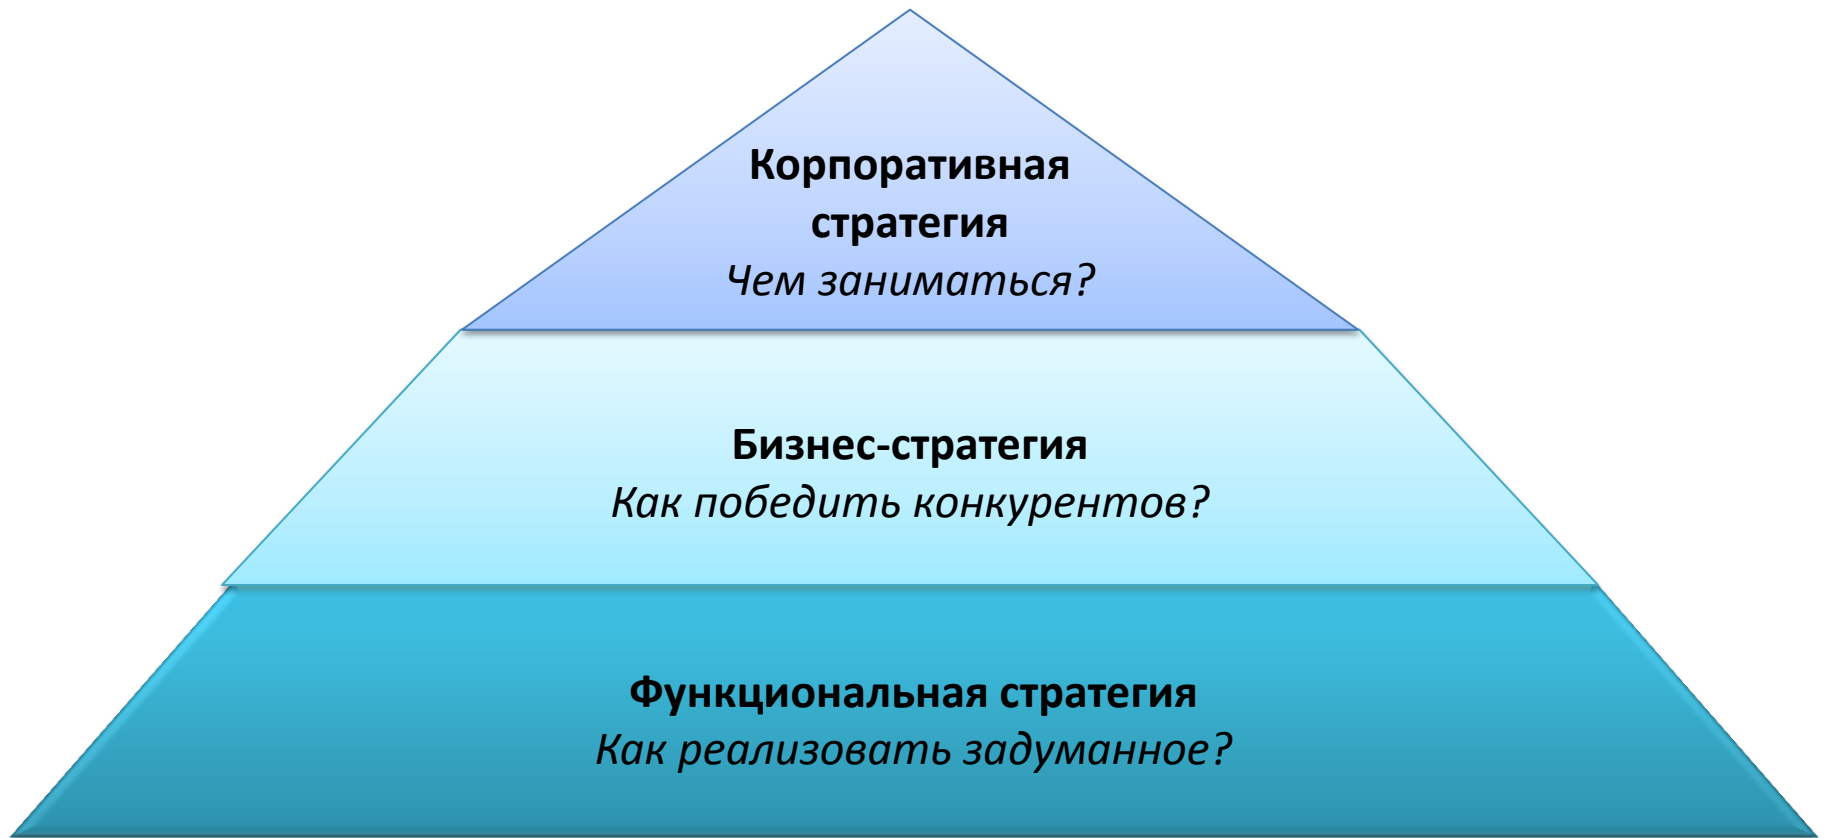 Корпоративная
стратегия
Чем заниматься?
Бизнес-стратегия
Как победить конкурентов?
Функциональная стратегия
Как реализовать задуманное?